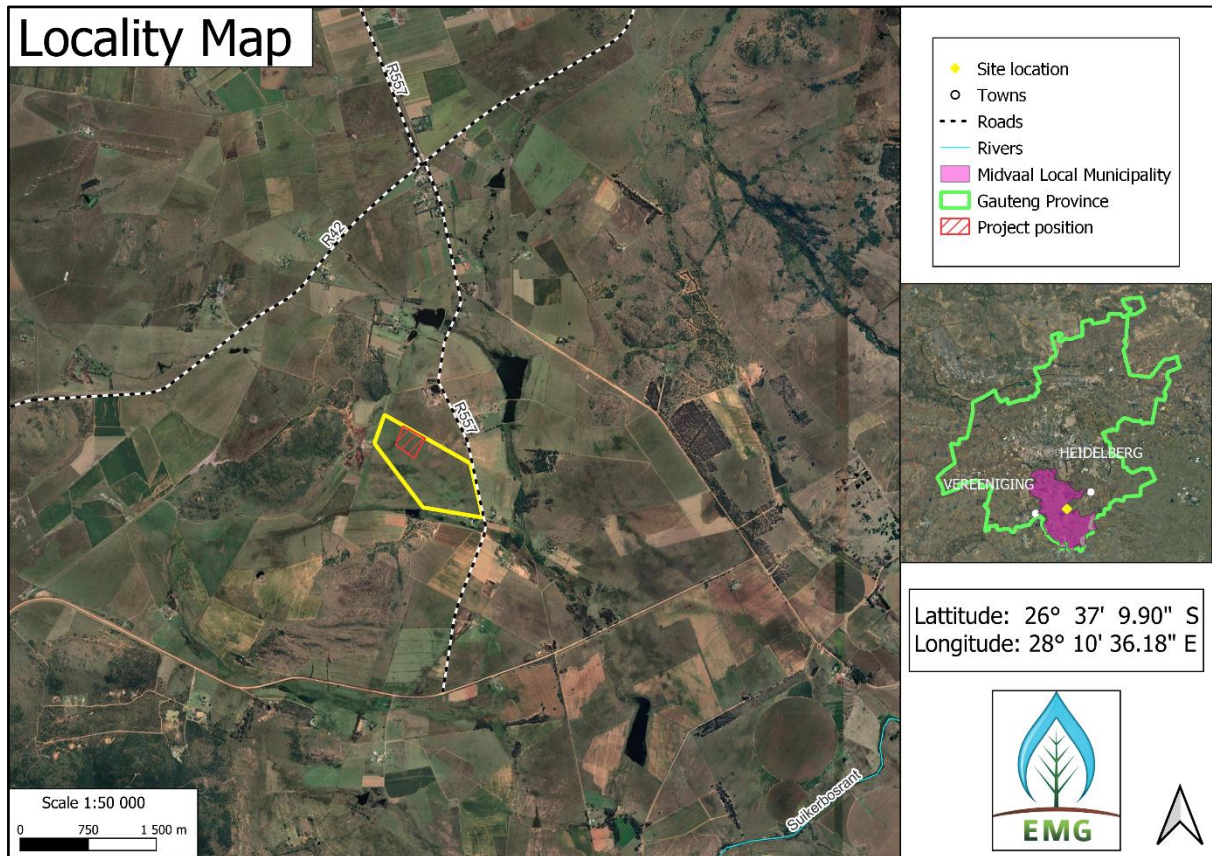 Locality Map
R557
R42
R557
Suikerbosrant
Scale 1:50 000
0 750 1 500 m
Site location
Towns
Roads
Rivers
Midvaal Local Municipality
Gauteng Province
Project position
HEIDELBERG
VEREENIGING
Lattitude: 26° 37' 9.90" S
Longitude: 28° 10' 36.18" E
EMG